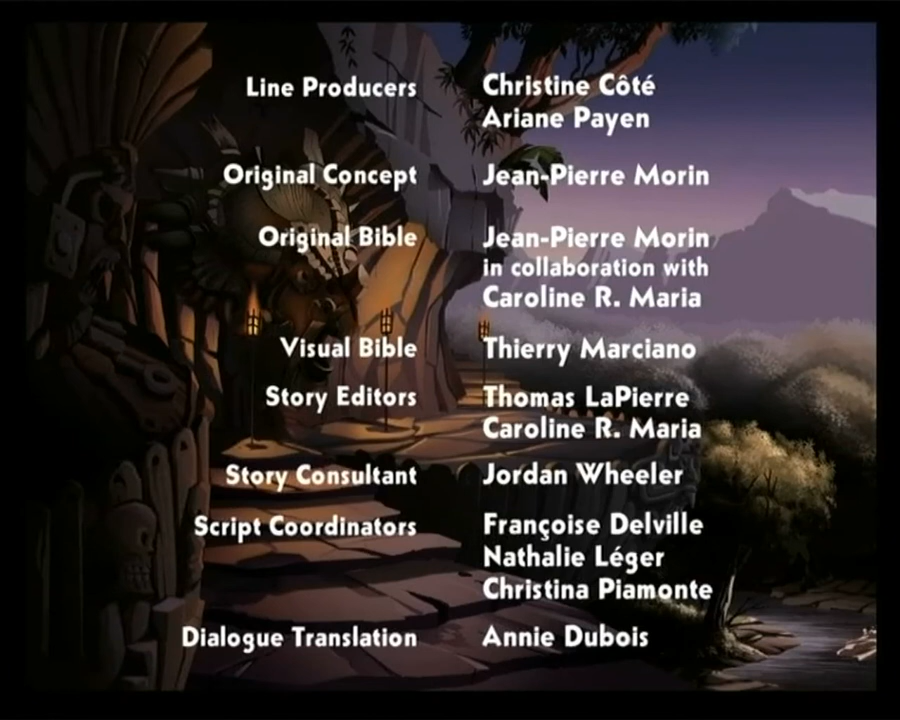 Line Producers Christine Côté
Ariane Payen
Original Concept Jean-Pierre Morin
Original Bible Jean-Pierre Morin
in collaboration with
Caroline R. Maria
Visual Bible Thierry Marciano
Story Editors Thomas LaPierre
Caroline R. Maria
Story Consultant Jordan Wheeler
Script Coordinators Françoise Delville
Nathalie Léger
Christina Piamonte
Dialogue Translation Annie Dubois